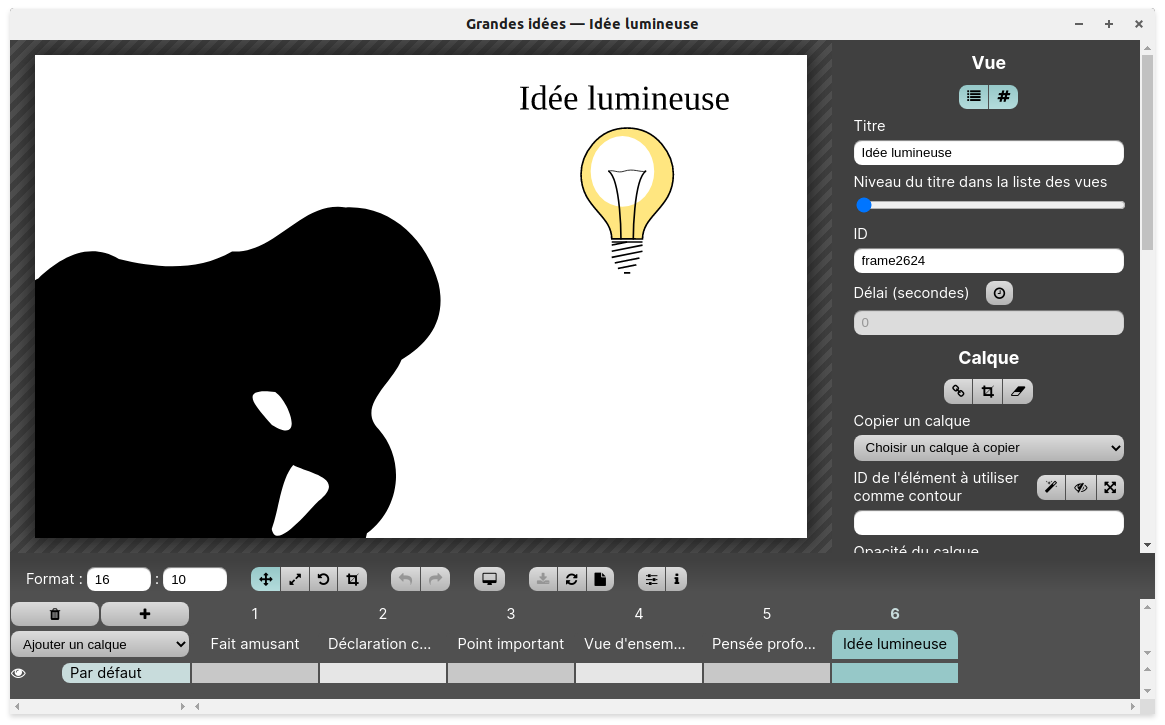 Grandes idées — Idée lumineuse
Idée lumineuse
Vue
Titre
Idée lumineuse
Niveau du titre dans la liste des vues
ID
frame2624
Délai (secondes)
0
Calque
Copier un calque
Choisir un calque à copier
ID de l'élément à utiliser
comme contour
Opacité du calque
Format : 16 : 10
1 2 3 4 5 6
Ajouter un calque Fait amusant Déclaration c... Point important Vue d'ensem... Pensée profo... Idée lumineuse
Par défaut